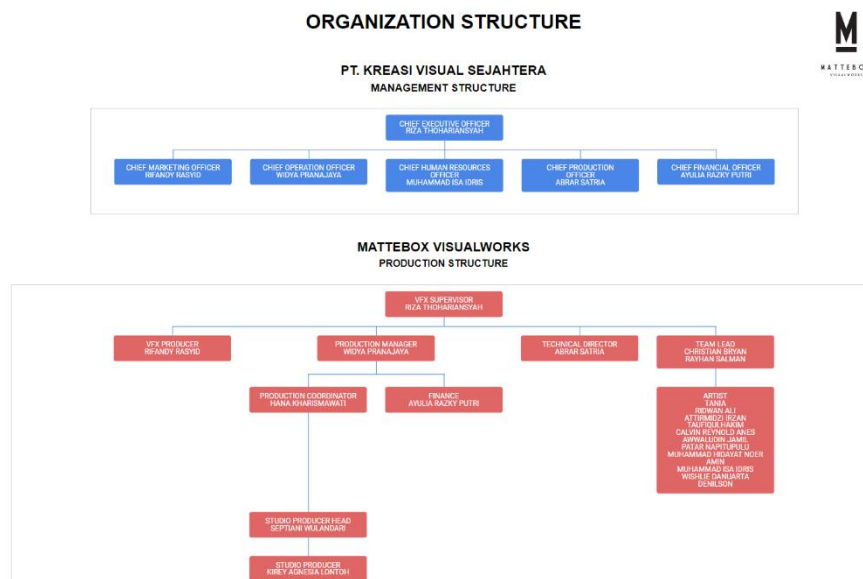 ORGANIZATION STRUCTURE
M
MATTEBOX
VISUALWORKS
PT. KREASI VISUAL SEJAHTERA
MANAGEMENT STRUCTURE
CHIEF EXECUTIVE OFFICER
RIZA THOHARIANSYAH
CHIEF MARKETING OFFICER
RIFANDY RASYID
CHIEF OPERATION OFFICER
WIDYA PRANAJAYA
CHIEF HUMAN RESOURCES
OFFICER
MUHAMMAD ISA IDRIS
CHIEF PRODUCTION
OFFICER
ABRAR SATRIA
CHIEF FINANCIAL OFFICER
AYULIA RAZKY PUTRI
MATTEBOX VISUALWORKS
PRODUCTION STRUCTURE
VFX SUPERVISOR
RIZA THOHARIANSYAH
VFX PRODUCER
RIFANDY RASYID
PRODUCTION MANAGER
WIDYA PRANAJAYA
TECHNICAL DIRECTOR
ABRAR SATRIA
TEAM LEAD
CHRISTIAN BRYAN
RAYHAN SALMAN
PRODUCTION COORDINATOR
HANA KHARISMAWATI
FINANCE
AYULIA RAZKY PUTRI
ARTIST
TANIA
RIDWAN ALI
ATTIRMIDZI IRZAN
TAUFIQULHAKIM
CALVIN REYNOLD ANES
AWWALUDIN JAMIL
PATAR NAPITUPULU
MUHAMMAD HIDAYAT NOER
AMIN
MUHAMMAD ISA IDRIS
WISHLIE DANUARTA
DENILSON
STUDIO PRODUCER HEAD
SEPTIANI WULANDARI
STUDIO PRODUCER
KIREY AGNESIA LONTOH